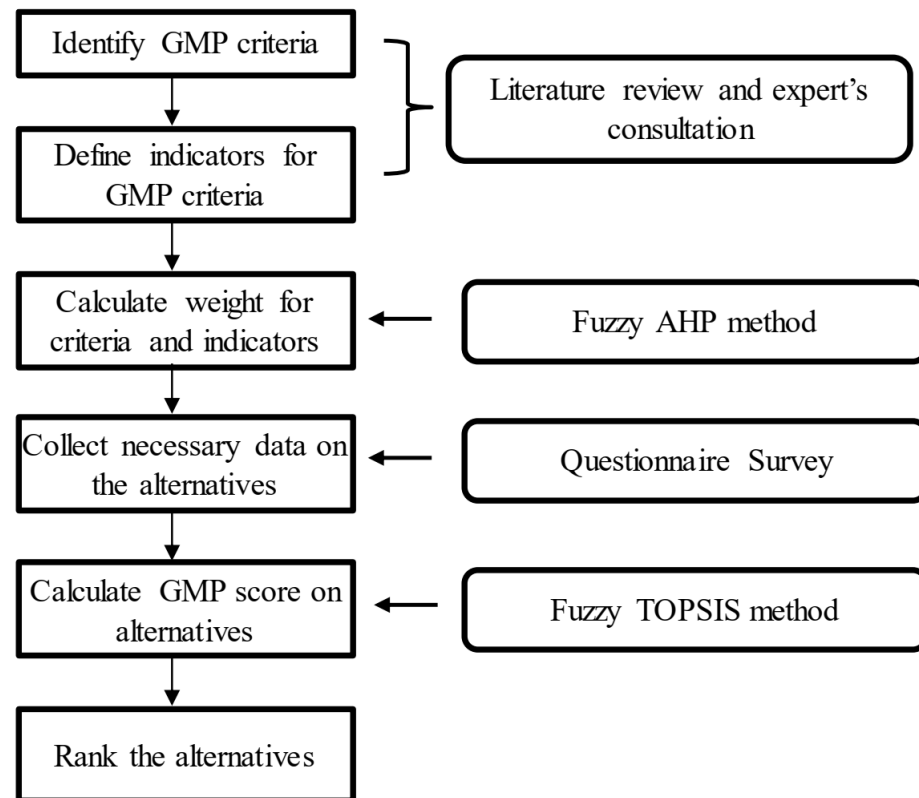 Identify GMP criteria
Literature review and expert's
consultation
Define indicators for
GMP criteria
Calculate weight for
criteria and indicators
Fuzzy AHP method
Collect necessary data on
the alternatives
Questionnaire Survey
Calculate GMP score on
alternatives
Fuzzy TOPSIS method
Rank the alternatives